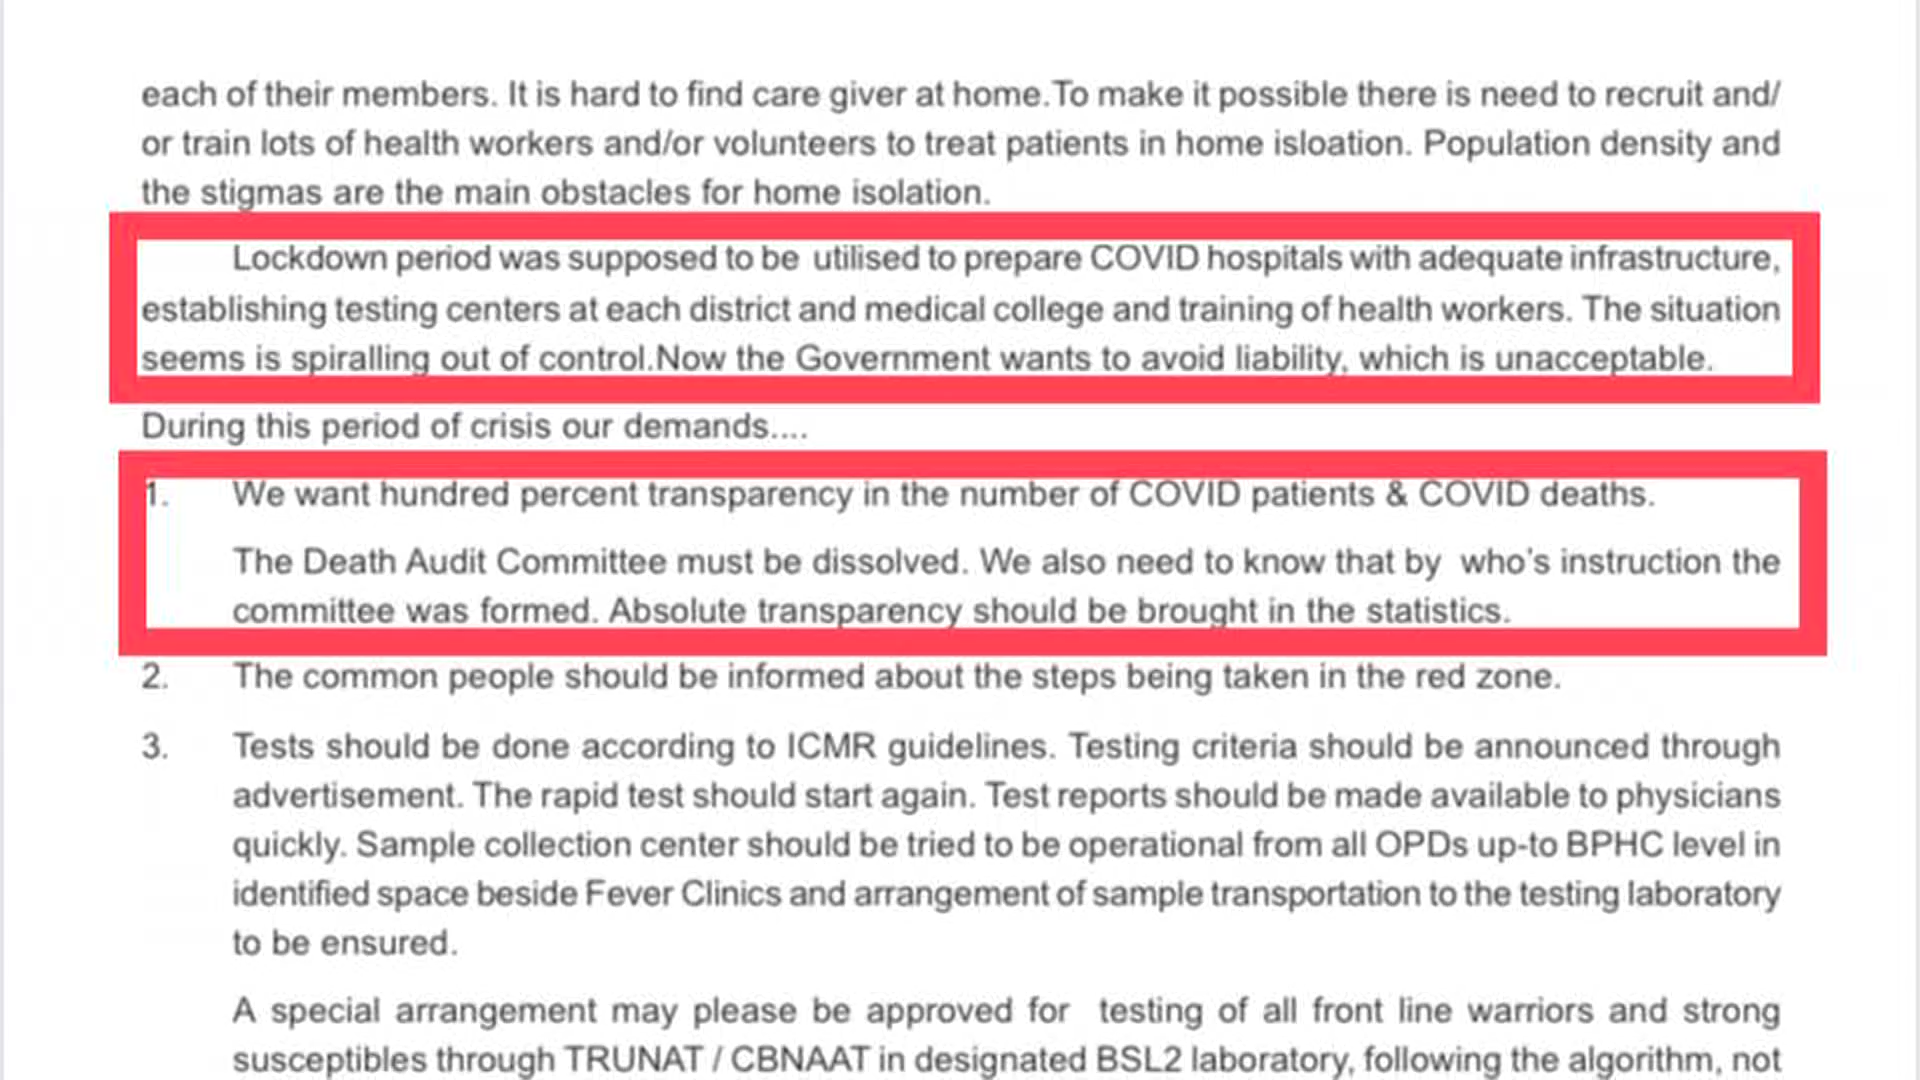 each of their members. It is hard to find care giver at home.To make it possible there is need to recruit and/
or train lots of health workers and/or volunteers to treat patients in home isloation. Population density and
the stigmas are the main obstacles for home isolation.
Lockdown period was supposed to be utilised to prepare COVID hospitals with adequate infrastructure,
establishing testing centers at each district and medical college and training of health workers. The situation
seems is spiralling out of control.Now the Government wants to avoid liability, which is unacceptable.
During this period of crisis our demands....
1. We want hundred percent transparency in the number of COVID patients & COVID deaths.
The Death Audit Committee must be dissolved. We also need to know that by who's instruction the
committee was formed. Absolute transparency should be brought in the statistics.
2. The common people should be informed about the steps being taken in the red zone.
3. Tests should be done according to ICMR guidelines. Testing criteria should be announced through
advertisement. The rapid test should start again. Test reports should be made available to physicians
quickly. Sample collection center should be tried to be operational from all OPDs up-to BPHC level in
identified space beside Fever Clinics and arrangement of sample transportation to the testing laboratory
to be ensured.
A special arrangement may please be approved for testing of all front line warriors and strong
susceptibles through TRUNAT / CBNAAT in designated BSL2 laboratory, following the algorithm, not